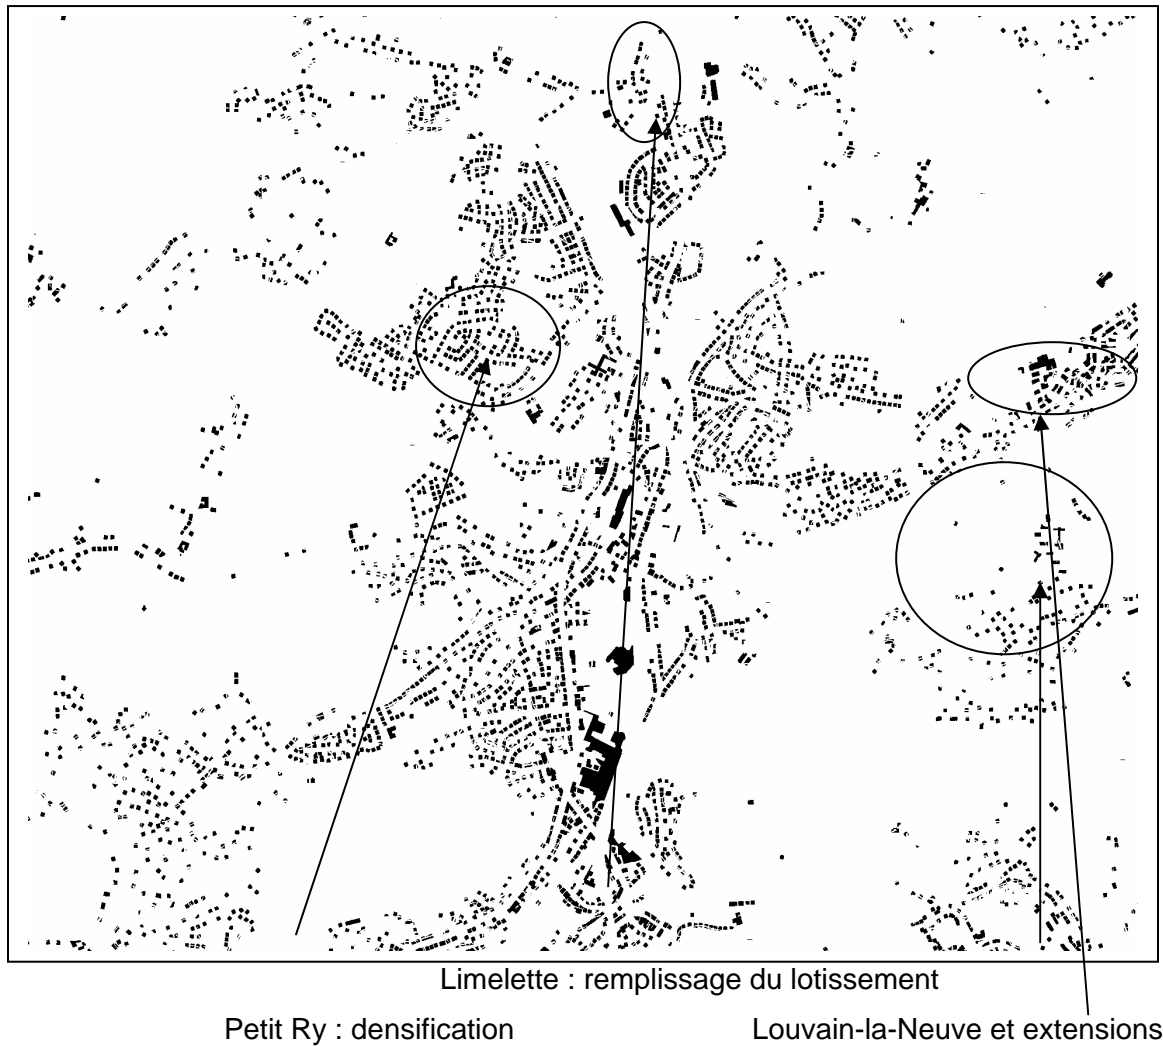 Limelette : remplissage du lotissement
Petit Ry : densification
Louvain-la-Neuve et extensions